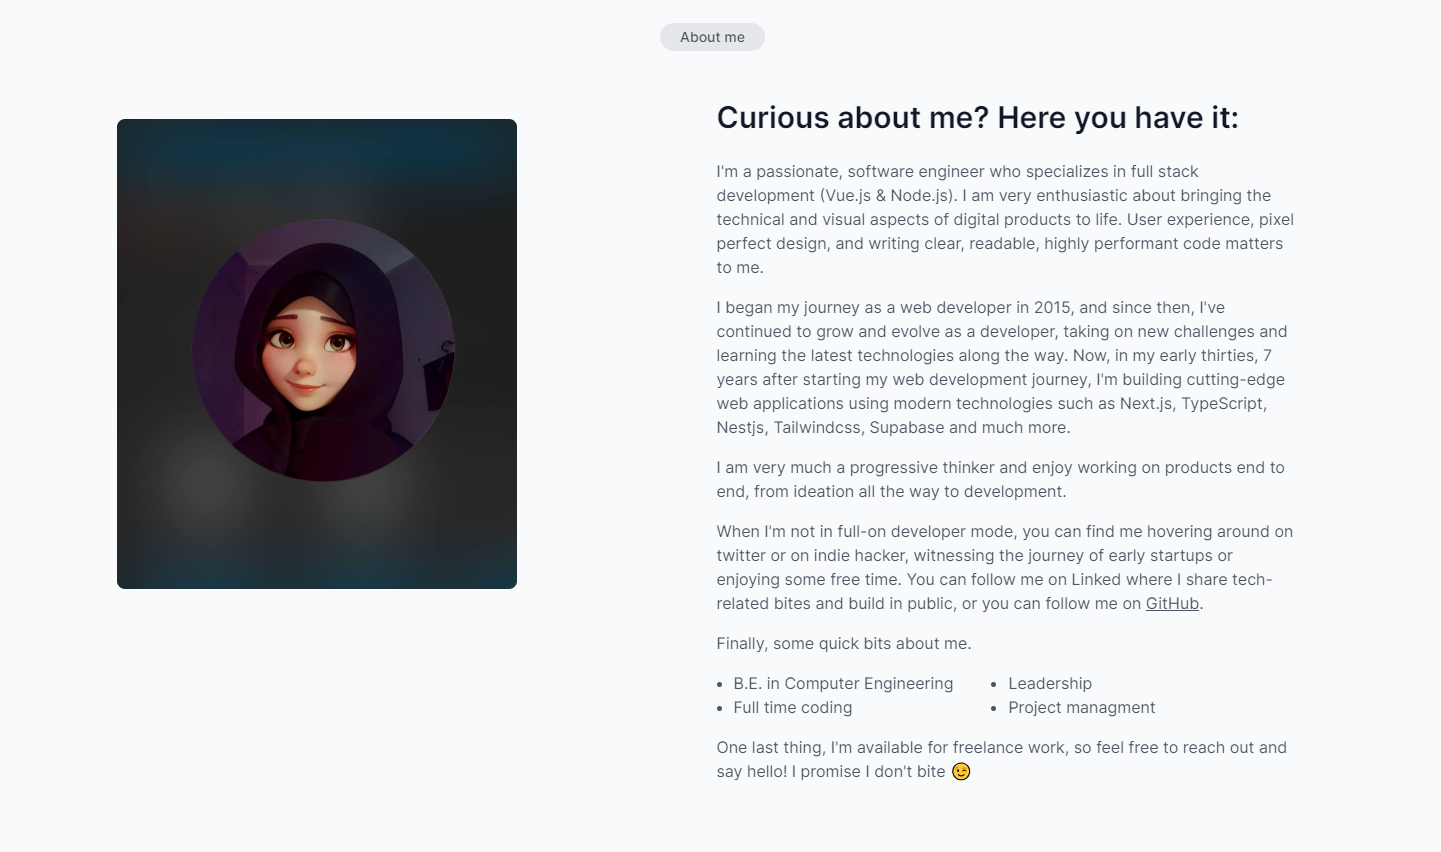 About me
Curious about me? Here you have it:
I'm a passionate, software engineer who specializes in full stack
development (Vue.js & Node.js). I am very enthusiastic about bringing the
technical and visual aspects of digital products to life. User experience, pixel
perfect design, and writing clear, readable, highly performant code matters
to me.
I began my journey as a web developer in 2015, and since then, I've
continued to grow and evolve as a developer, taking on new challenges and
learning the latest technologies along the way. Now, in my early thirties, 7
years after starting my web development journey, I'm building cutting-edge
web applications using modern technologies such as Next.js, TypeScript,
Nestjs, Tailwindcss, Supabase and much more.
I am very much a progressive thinker and enjoy working on products end to
end, from ideation all the way to development.
When I'm not in full-on developer mode, you can find me hovering around on
twitter or on indie hacker, witnessing the journey of early startups or
enjoying some free time. You can follow me on Linked where I share tech-
related bites and build in public, or you can follow me on GitHub.
Finally, some quick bits about me.
• B.E. in Computer Engineering
• Full time coding
• Leadership
• Project managment
One last thing, I'm available for freelance work, so feel free to reach out and
say hello! I promise I don't bite 😉